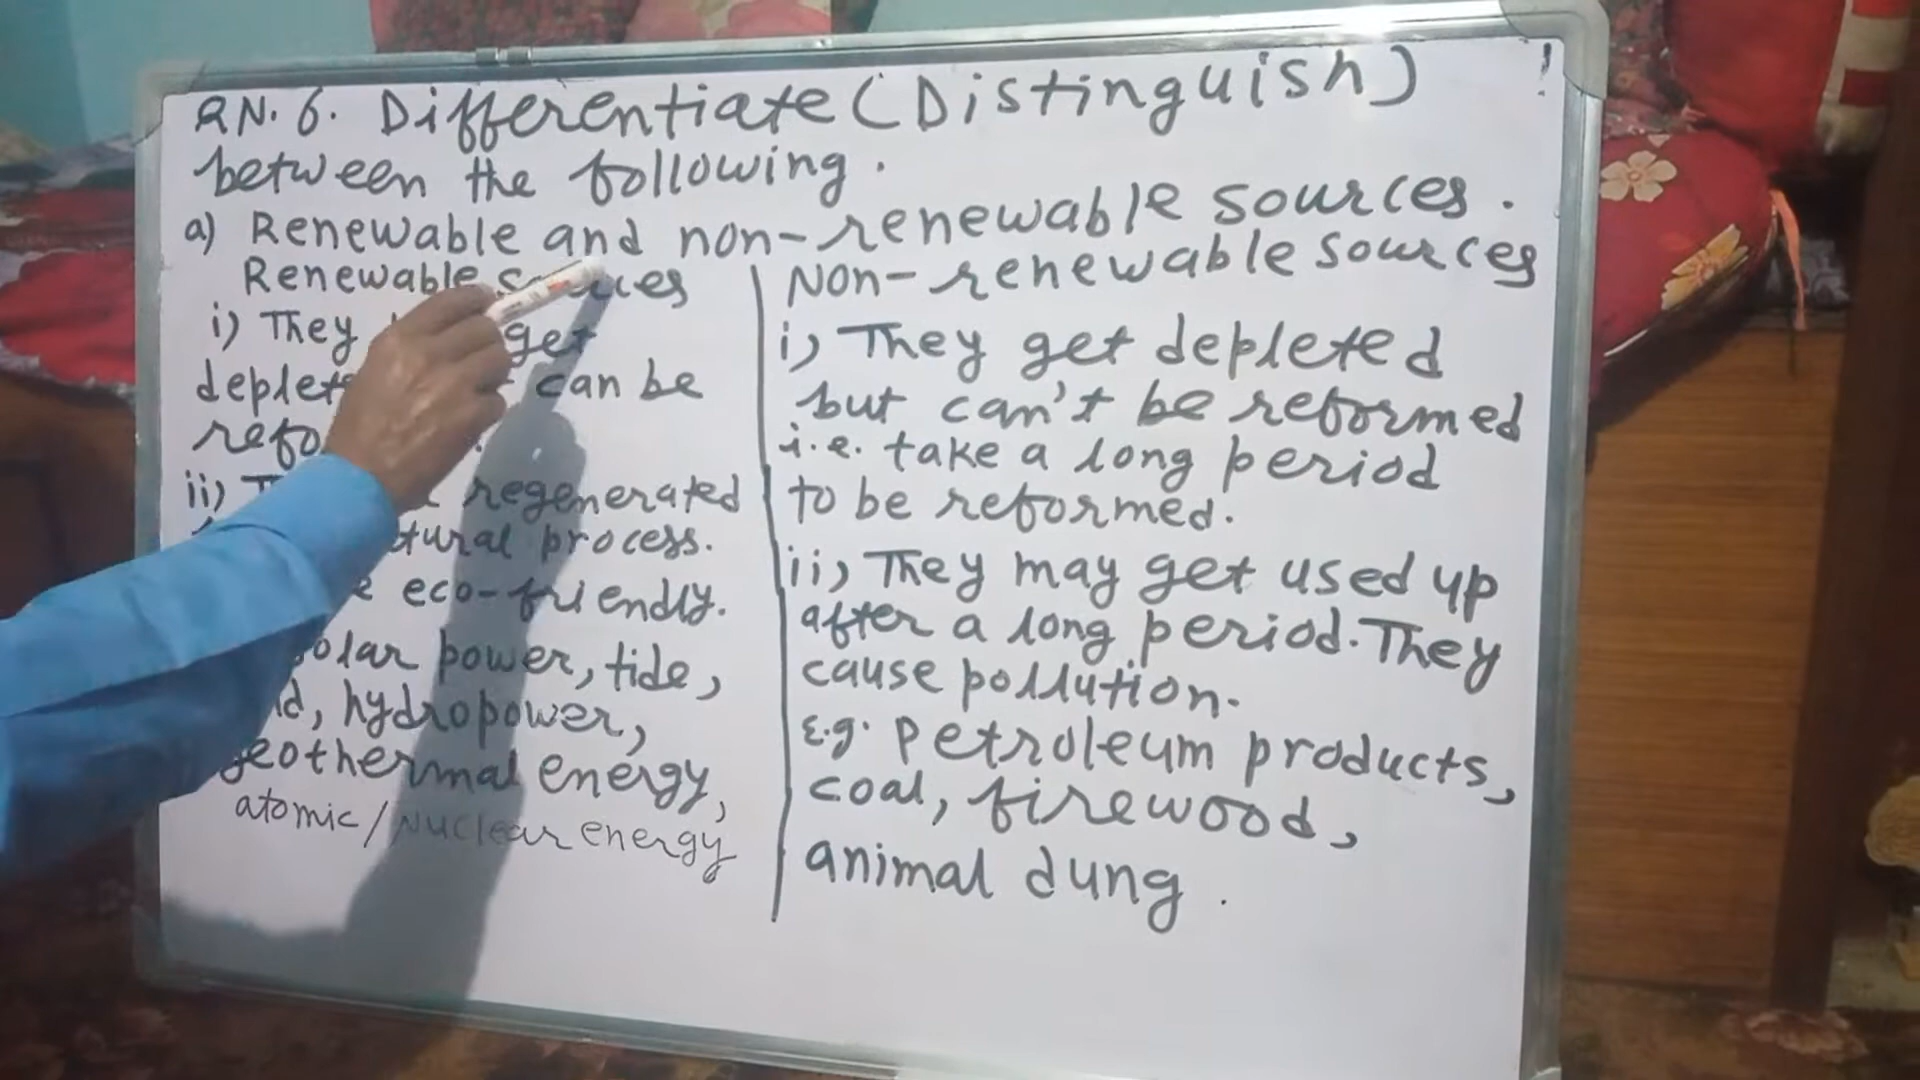 Q.N. 6. Differentiate (Distinguish)
between the following.
a) Renewable and non-renewable sources.
Renewable sources
i) They get
can be
ii) regenerated
process.
eco-friendly.
power, tide,
hydropower,
geothermal energy,
atomic/Nuclear energy
Non-renewable sources
i) They get depleted
but can't be reformed
i.e. take a long period
to be reformed.
ii) They may get used up
after a long period. They
cause pollution.
E.g. Petroleum products,
coal, firewood,
animal dung.